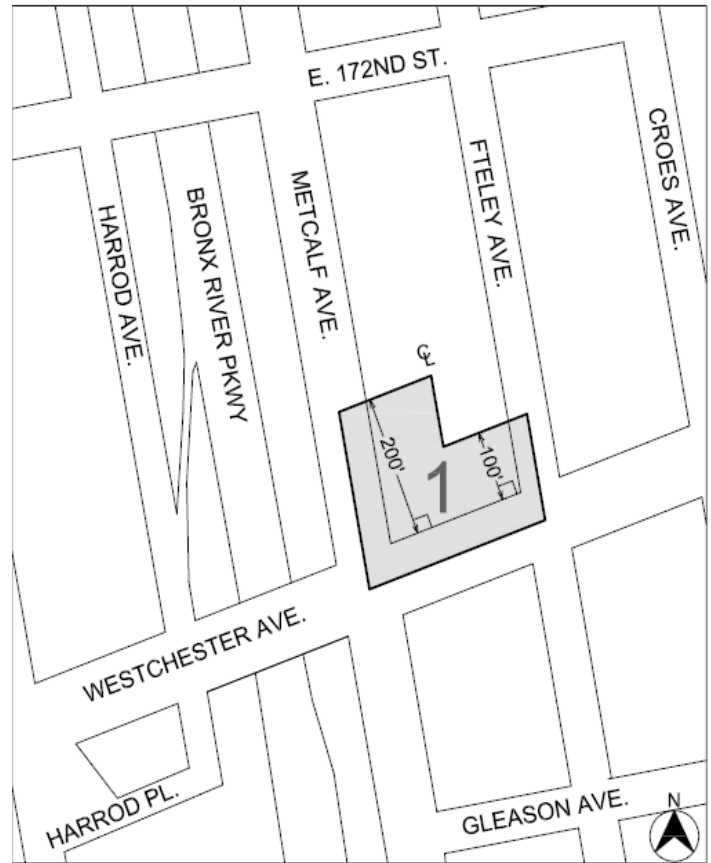 E. 172ND ST.
CROES AVE.
FTELEY AVE.
METCALF AVE.
BRONX RIVER PKWY
HARROD AVE.
℄
200'
1
100'
WESTCHESTER AVE.
HARROD PL.
GLEASON AVE.
N